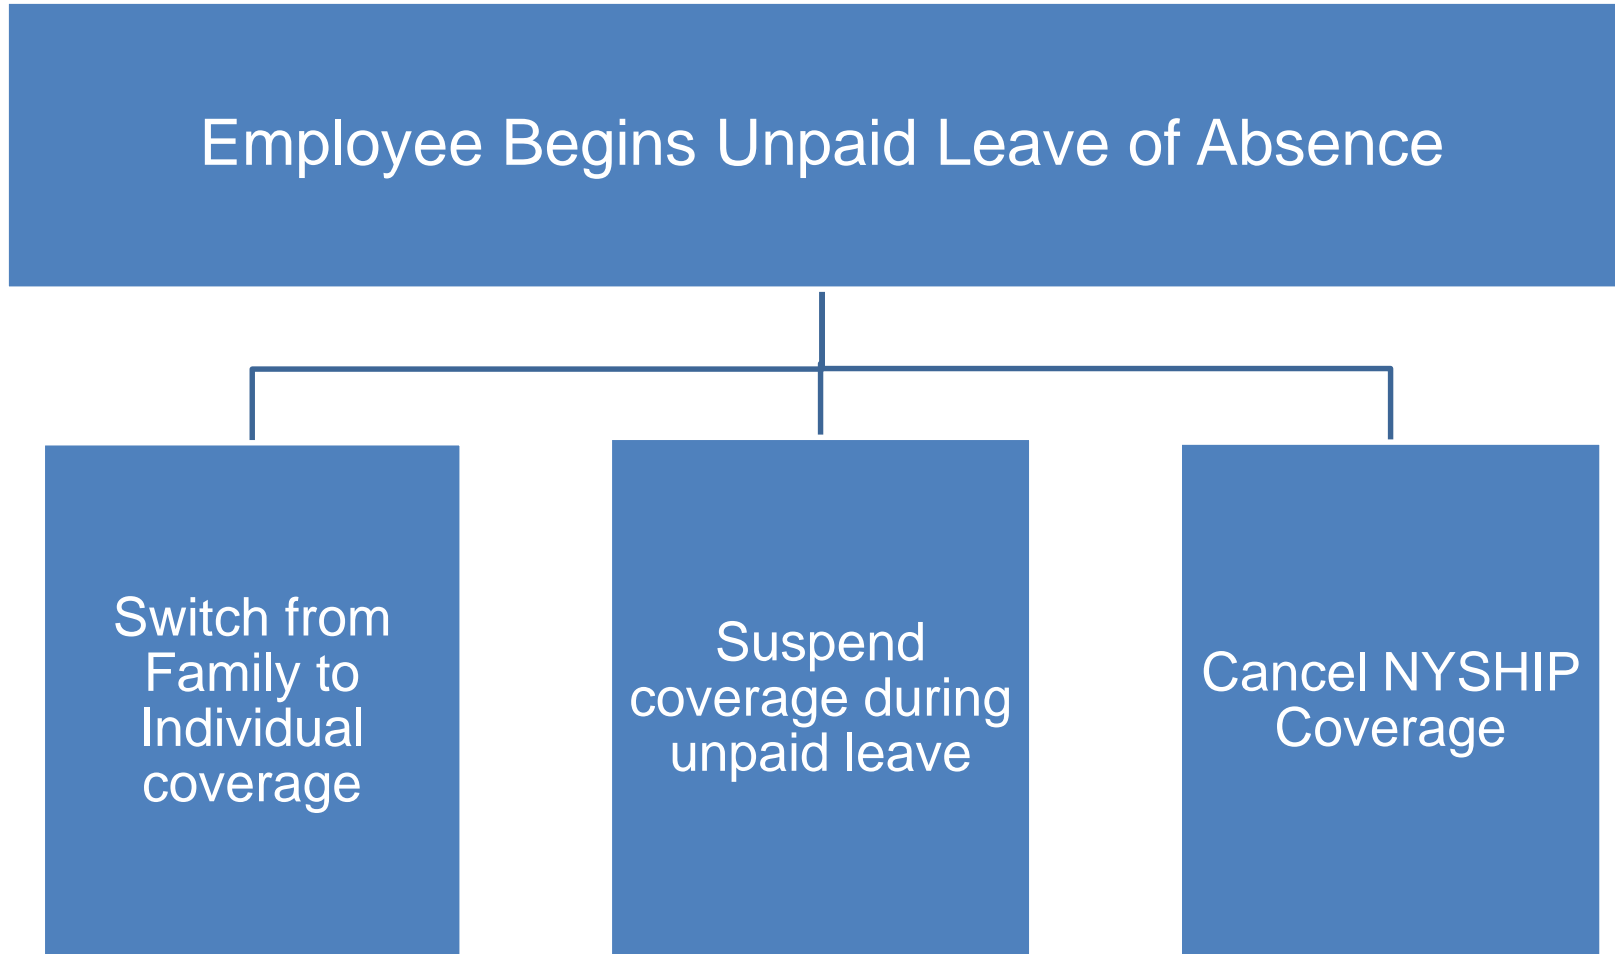 Employee Begins Unpaid Leave of Absence
Switch from
Family to
Individual
coverage
Suspend
coverage during
unpaid leave
Cancel NYSHIP
Coverage